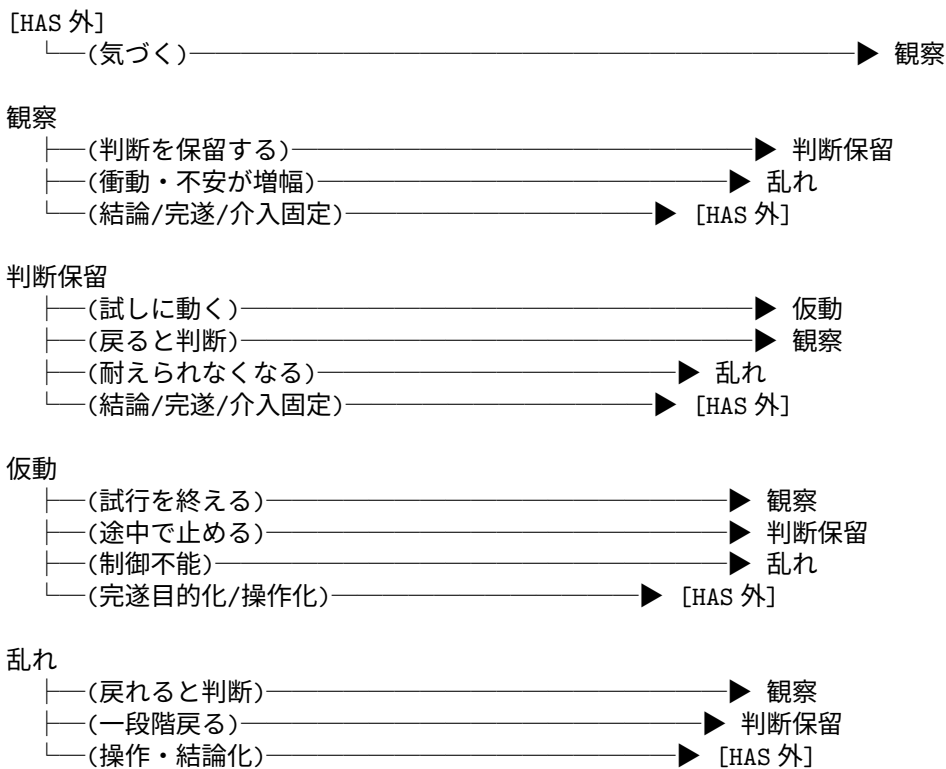 [HAS 外]
└─(気づく)──────────────────────────▶ 観察
観察
├─(判断を保留する)──────────────────▶ 判断保留
├─(衝動・不安が増幅)────────────────▶ 乱れ
└─(結論/完遂/介入固定)────────────▶ [HAS 外]
判断保留
├─(試しに動く)────────────────────▶ 仮動
├─(戻ると判断)────────────────────▶ 観察
├─(耐えられなくなる)──────────────▶ 乱れ
└─(結論/完遂/介入固定)────────────▶ [HAS 外]
仮動
├─(試行を終える)──────────────────▶ 観察
├─(途中で止める)──────────────────▶ 判断保留
├─(制御不能)────────────────────▶ 乱れ
└─(完遂目的化/操作化)────────────▶ [HAS 外]
乱れ
├─(戻れると判断)──────────────────▶ 観察
├─(一段階戻る)──────────────────▶ 判断保留
└─(操作・結論化)────────────────▶ [HAS 外]